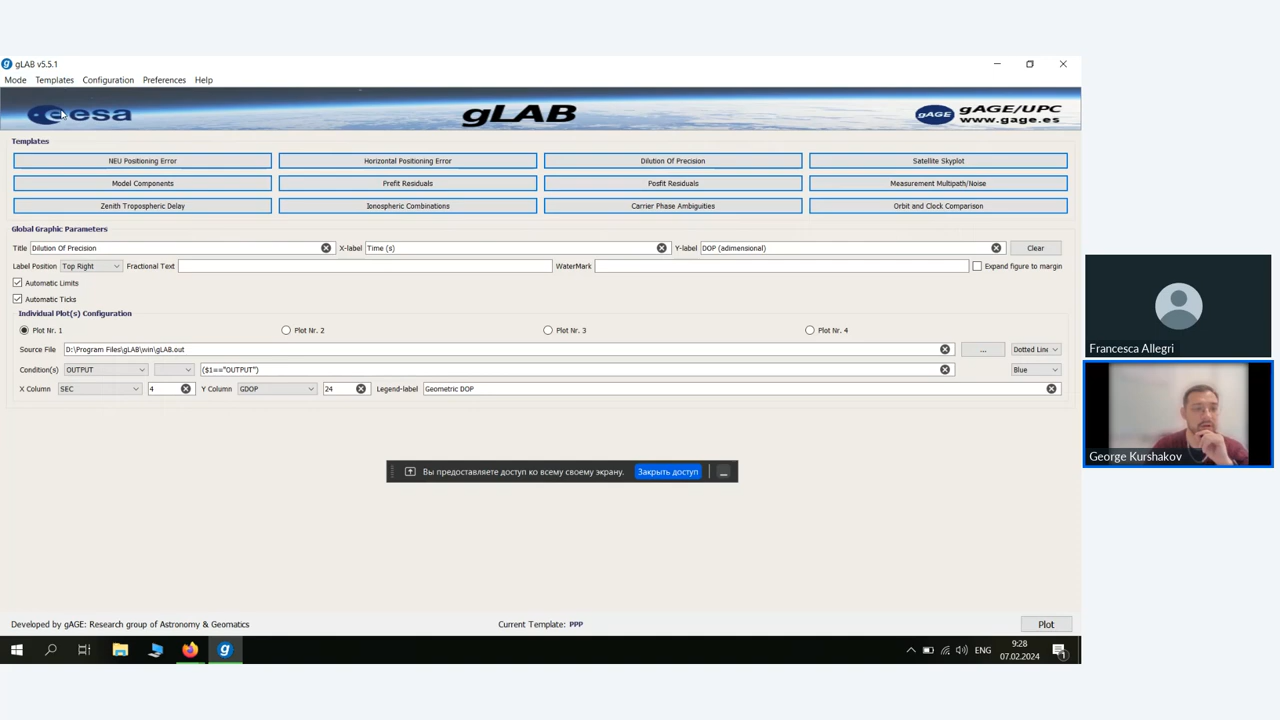 gLAB v5.5.1
Mode Templates Configuration Preferences Help
esa gLAB gAGE gAGE/UPC
www.gage.es
Templates
NEU Positioning Error Horizontal Positioning Error Dilution Of Precision Satellite Skyplot
Model Components Prefit Residuals Posfit Residuals Measurement Multipath/Noise
Zenith Tropospheric Delay Ionospheric Combinations Carrier Phase Ambiguities Orbit and Clock Comparison
Global Graphic Parameters
Title Dilution Of Precision X-label Time (s) Y-label DOP (adimensional) Clear
Label Position Top Right Fractional Text WaterMark Expand figure to margin
Automatic Limits
Automatic Ticks
Individual Plot(s) Configuration
Plot Nr. 1 Plot Nr. 2 Plot Nr. 3 Plot Nr. 4
Source File D:\Program Files\gLAB\win\gLAB.out ... Dotted Line
Condition(s) OUTPUT ($1=="OUTPUT") Blue
X Column SEC 4 Y Column GDOP 24 Legend-label Geometric DOP
Francesca Allegri
George Kurshakov
Вы предоставляете доступ ко всему своему экрану. Закрыть доступ
Developed by gAGE: Research group of Astronomy & Geomatics Current Template: PPP Plot
ENG 9:28
07.02.2024 1